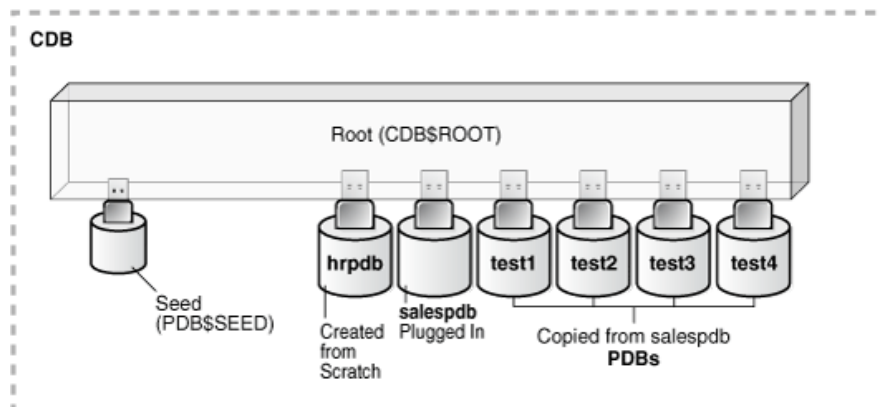 CDB
Root (CDB$ROOT)
hrpdb
test1
test2
test3
test4
Seed
(PDB$SEED)
Created
from
Scratch
salespdb
Plugged In
Copied from salespdb
PDBs